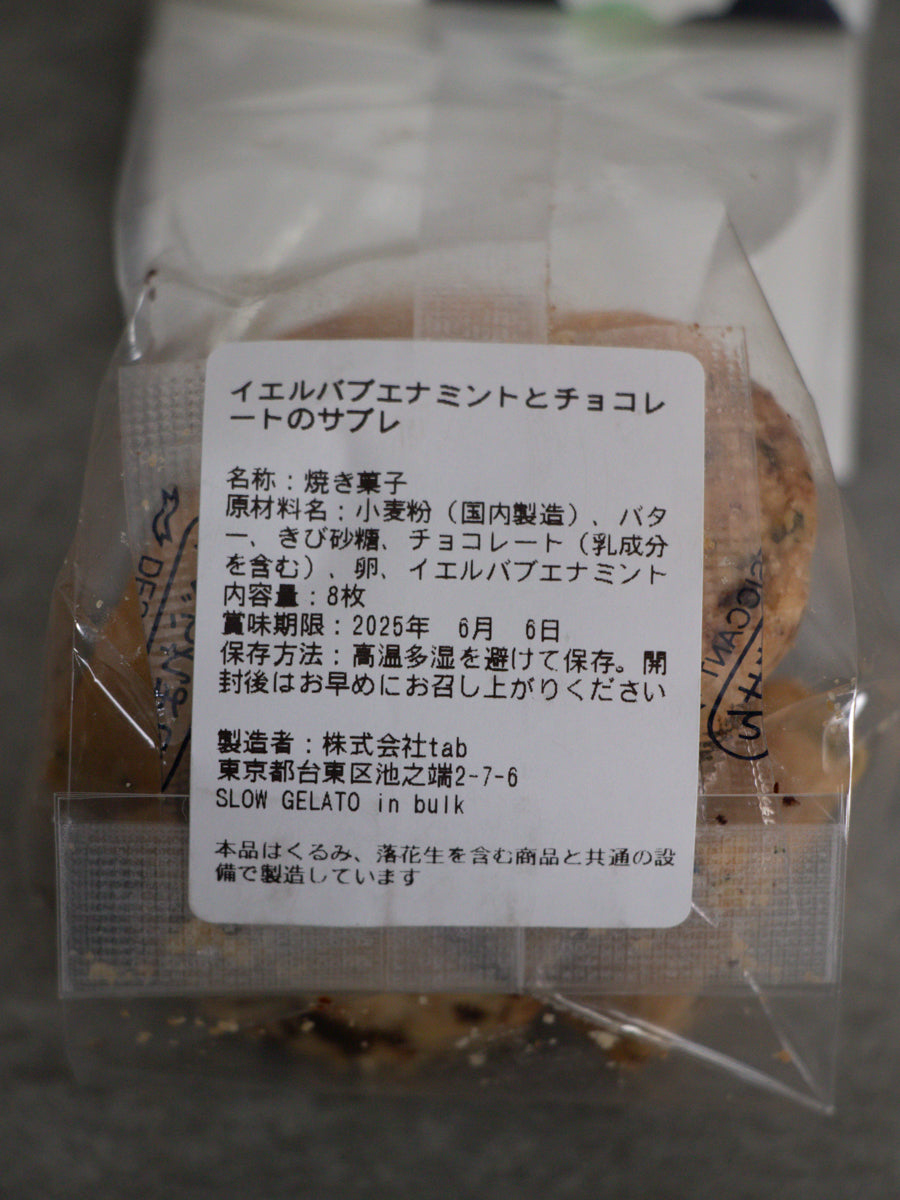 イエルバブエナミントとチョコレ
ートのサブレ
名称：焼き菓子
原材料名：小麦粉（国内製造）、バタ
ー、きび砂糖、チョコレート（乳成分
を含む）、卵、イエルバブエナミント
内容量：8枚
賞味期限：2025年 6月 6日
保存方法：高温多湿を避けて保存。開
封後はお早めにお召し上がりください
製造者：株式会社tab
東京都台東区池之端2-7-6
SLOW GELATO in bulk
本品はくるみ、落花生を含む商品と共通の設
備で製造しています